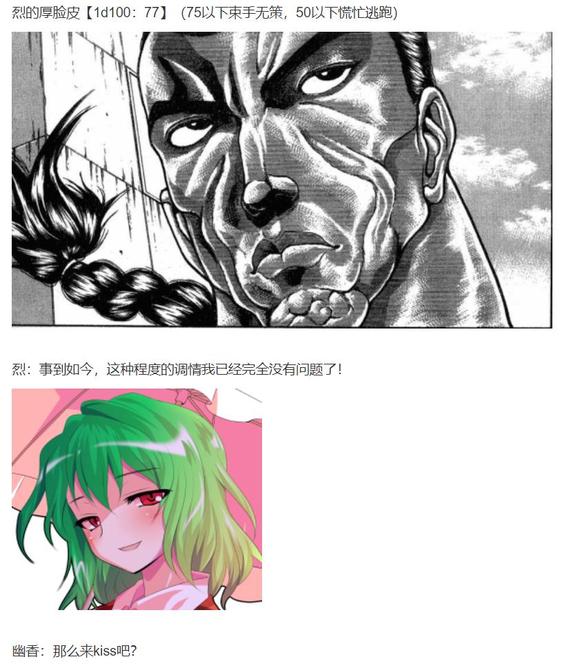 烈的厚脸皮【1d100：77】（75以下束手无策，50以下慌忙逃跑）
烈：事到如今，这种程度的调情我已经完全没有问题了！
幽香：那么来kiss吧？